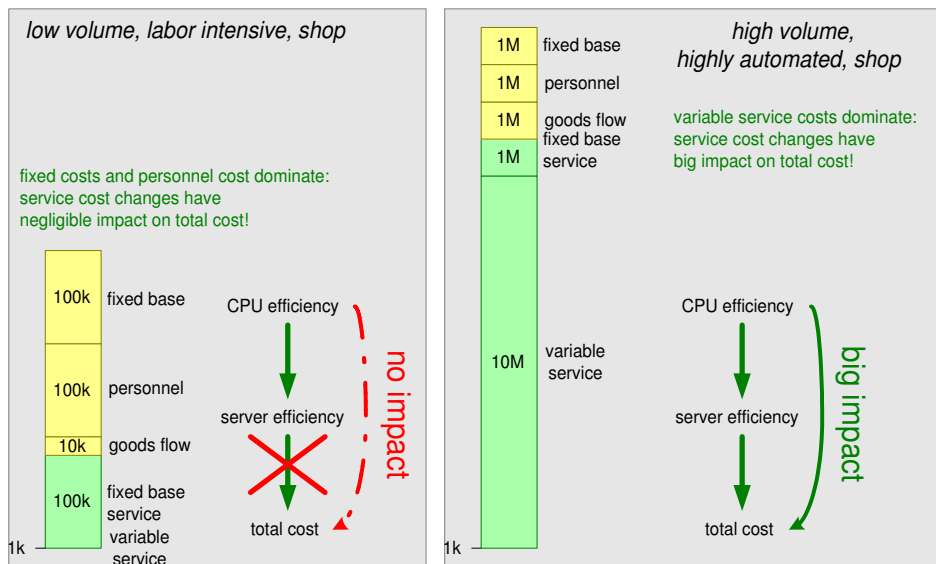 low volume, labor intensive, shop
fixed costs and personnel cost dominate:
service cost changes have
negligible impact on total cost!
100k
fixed base
100k
personnel
10k
goods flow
100k
fixed base
service
variable
service
1k
CPU efficiency
server efficiency
total cost
no impact
high volume,
highly automated, shop
variable service costs dominate:
service cost changes have
big impact on total cost!
1M
fixed base
1M
personnel
1M
goods flow
1M
fixed base
service
10M
variable
service
1k
CPU efficiency
server efficiency
total cost
big impact